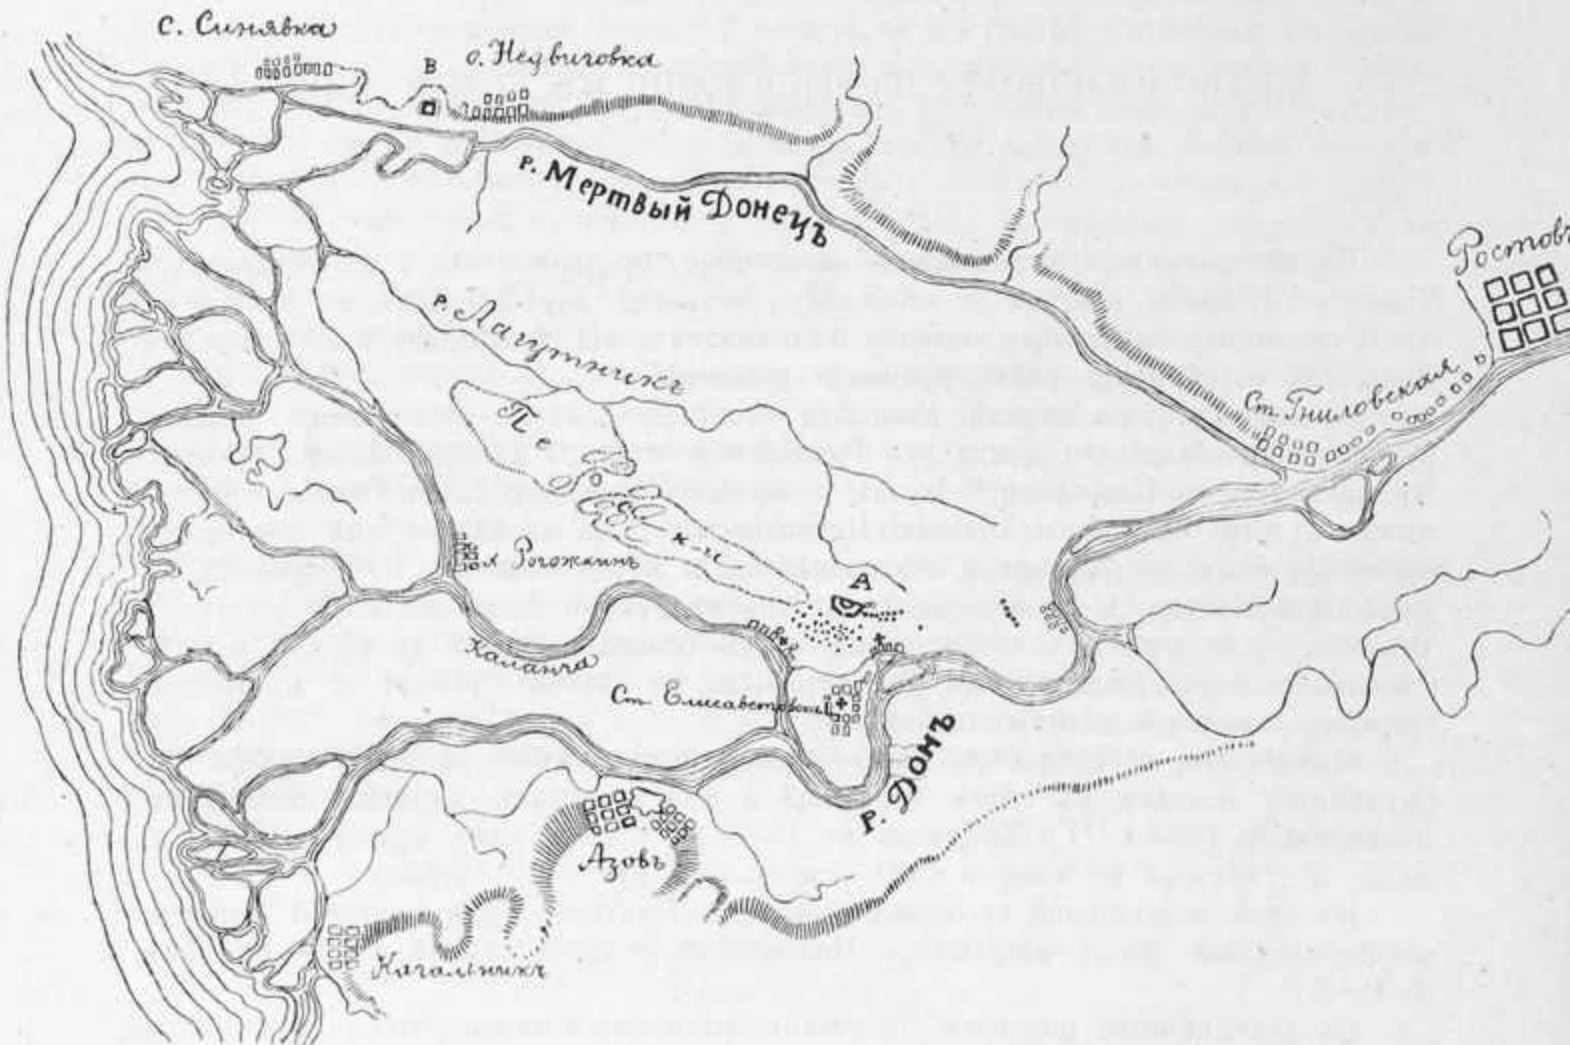 с. Синявка
В
о. Недвиговка
р. Мертвый Донецъ
Ростовъ
р. Лагутникъ
Ст. Гниловская
А
х. Рогожкинъ
Каланча
Ст. Елисаветовская
р. Донъ
Азовъ
Кагальникъ